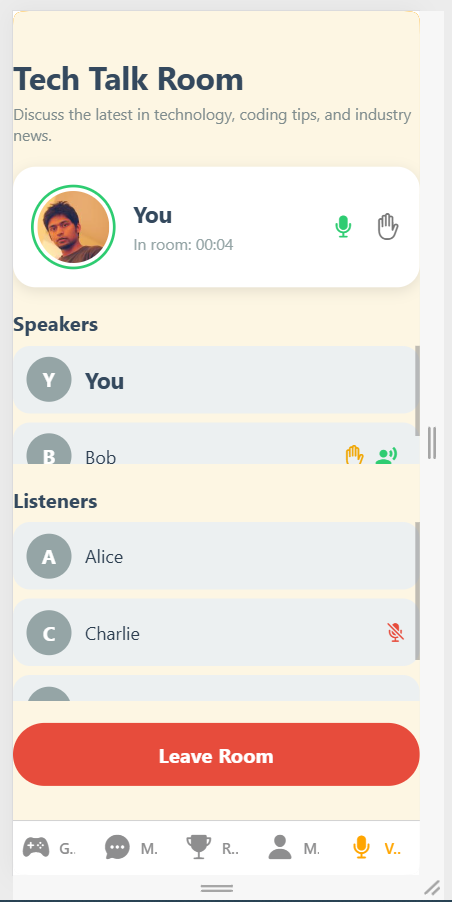 Tech Talk Room
Discuss the latest in technology, coding tips, and industry
news.
You
In room: 00:04
Speakers
Y
You
B
Bob
Listeners
A
Alice
C
Charlie
Leave Room
G..
M.
R..
M.
V..